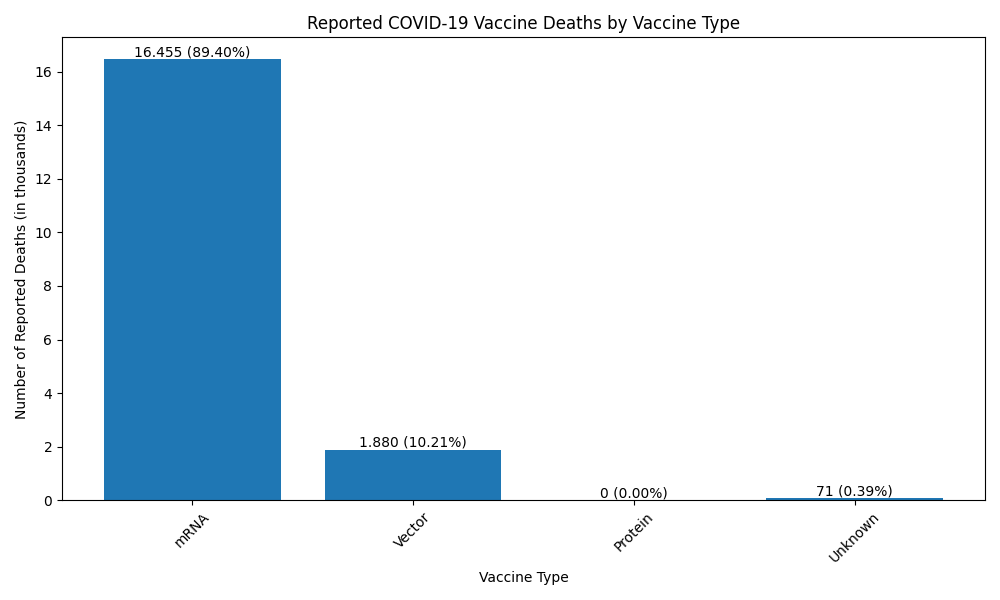 Reported COVID-19 Vaccine Deaths by Vaccine Type
Number of Reported Deaths (in thousands)
16
14
12
10
8
6
4
2
0
16.455 (89.40%)
1.880 (10.21%)
0 (0.00%)
71 (0.39%)
mRNA
Vector
Protein
Unknown
Vaccine Type